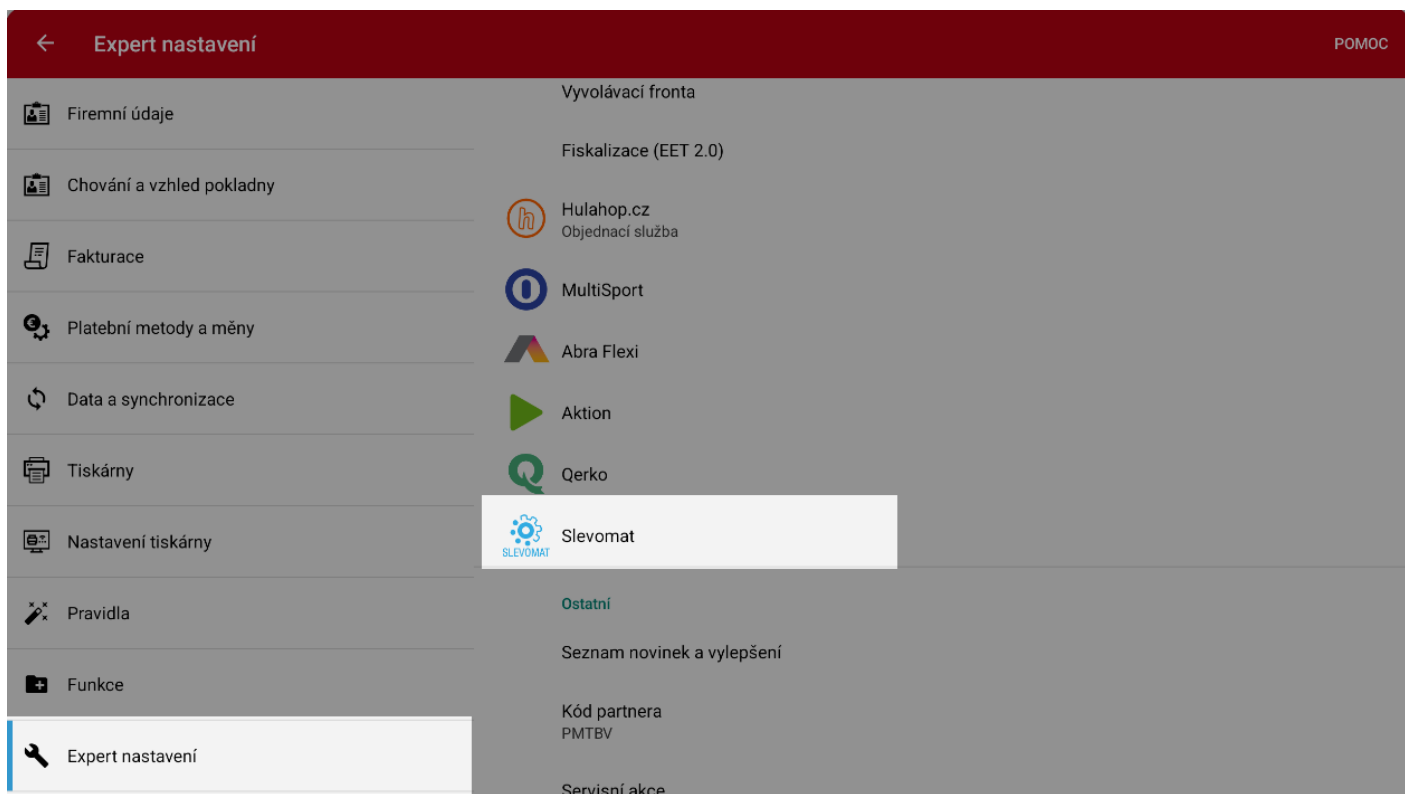 Expert nastavení
POMOC
Firemní údaje
Chování a vzhled pokladny
Fakturace
Platební metody a měny
Data a synchronizace
Tiskárny
Nastavení tiskárny
Pravidla
Funkce
Expert nastavení
Vyvolávací fronta
Fiskalizace (EET 2.0)
Hulahop.cz
Objednací služba
MultiSport
Abra Flexi
Aktion
Qerko
SLEVOMAT
Slevomat
Ostatní
Seznam novinek a vylepšení
Kód partnera
PMTBV
Servisní akce